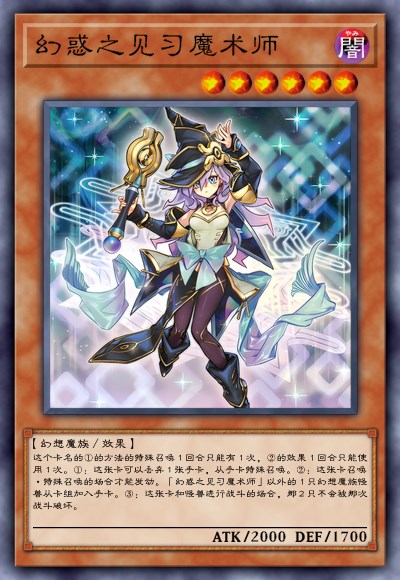 幻惑之见习魔术师
やみ
闇
【幻想魔族／效果】
这个卡名的①的方法的特殊召唤1回合只能有1次，②的效果1回合只能使
用1次。①：这张卡可以丢弃1张手卡，从手卡特殊召唤。②：这张卡召唤
·特殊召唤的场合才能发动。「幻惑之见习魔术师」以外的1只幻想魔族怪
兽从卡组加入手卡。③：这张卡和怪兽进行战斗的场合，那2只不会被那次
战斗破坏。
ATK/2000 DEF/1700